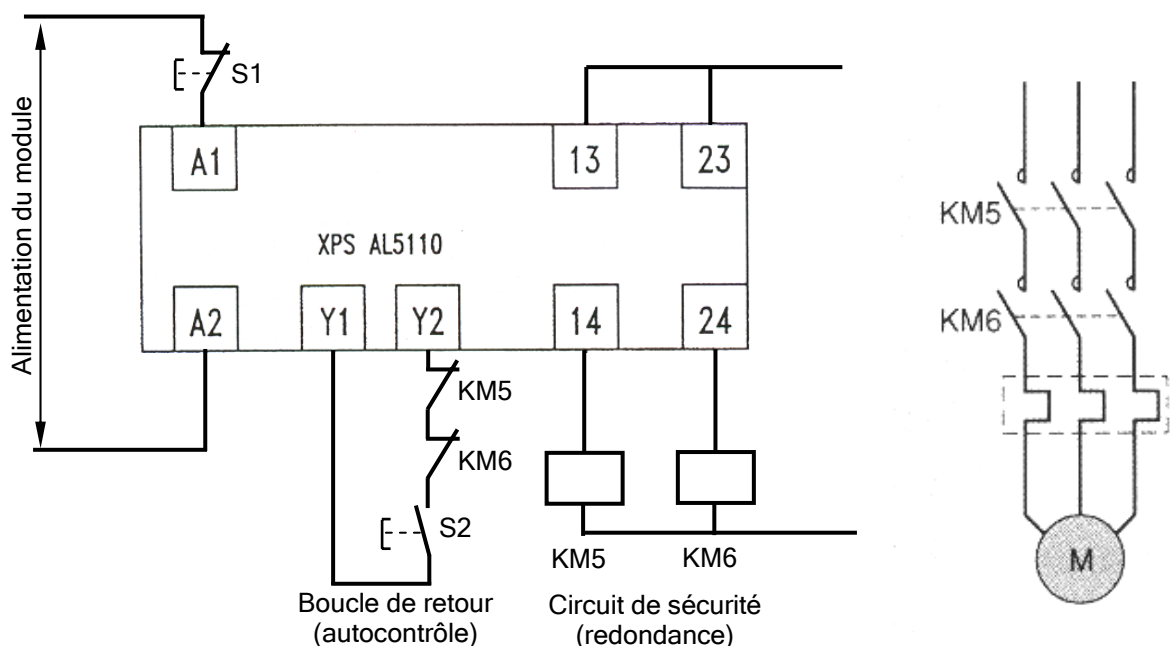 Alimentation du module
S1
A1
13
23
XPS AL5110
A2
Y1
Y2
14
24
KM5
KM6
S2
KM5
KM6
Boucle de retour
(autocontrôle)
Circuit de sécurité
(redondance)
KM5
KM6
M